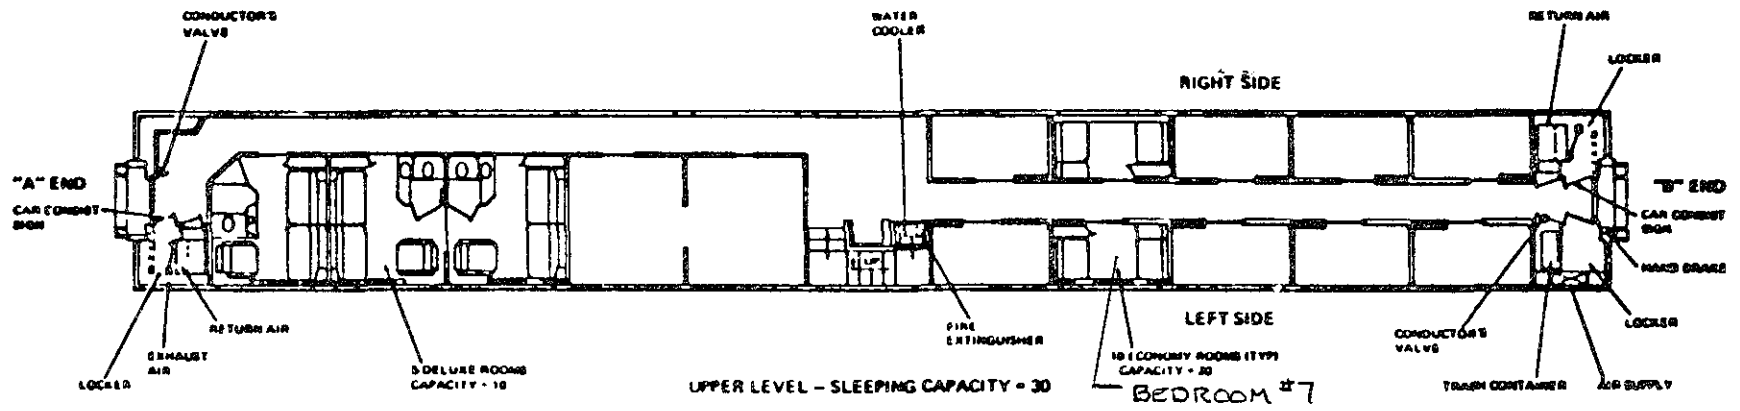 CONDUCTOR'S
VALVE
WATER
COOLER
RETURN AIR
LOCKER
RIGHT SIDE
"A" END
CAR CONSIST
SIGN
"B" END
CAR CONSIST
SIGN
HAND BRAKE
UP
LEFT SIDE
RETURN AIR
EXHAUST
AIR
LOCKER
5 DELUXE ROOMS
CAPACITY - 10
FIRE
EXTINGUISHER
10 ECONOMY ROOMS (TYP)
CAPACITY - 20
CONDUCTOR'S
VALVE
LOCKER
TRASH CONTAINER
AIR SUPPLY
UPPER LEVEL - SLEEPING CAPACITY = 30
BEDROOM #7